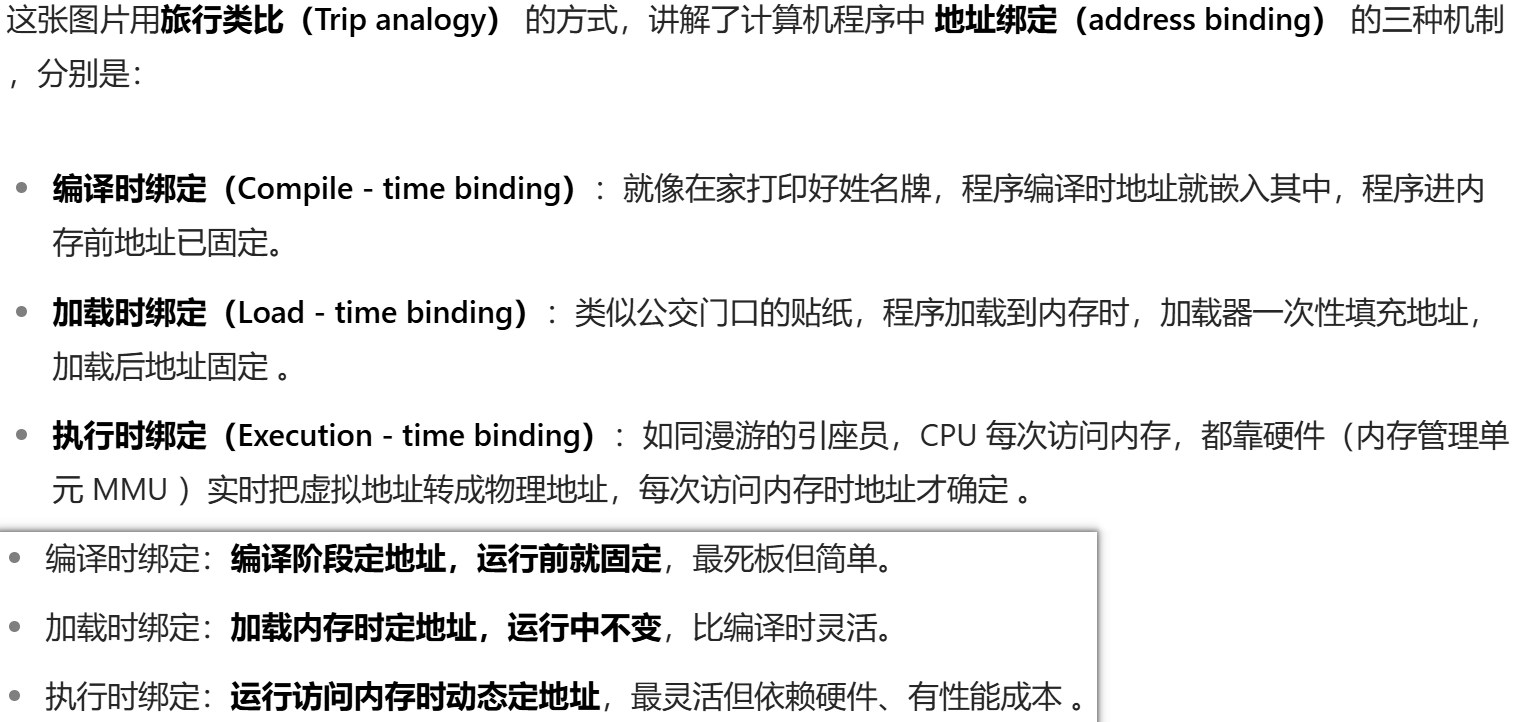 这张图片用旅行类比（Trip analogy） 的方式，讲解了计算机程序中 地址绑定（address binding） 的三种机制
，分别是：
编译时绑定（Compile - time binding）：就像在家打印好姓名牌，程序编译时地址就嵌入其中，程序进内
存前地址已固定。
加载时绑定（Load - time binding）：类似公交门口的贴纸，程序加载到内存时，加载器一次性填充地址，
加载后地址固定 。
执行时绑定（Execution - time binding）：如同漫游的引座员，CPU 每次访问内存，都靠硬件（内存管理单
元 MMU ）实时把虚拟地址转成物理地址，每次访问内存时地址才确定 。
编译时绑定：编译阶段定地址，运行前就固定，最死板但简单。
加载时绑定：加载内存时定地址，运行中不变，比编译时灵活。
执行时绑定：运行访问内存时动态定地址，最灵活但依赖硬件、有性能成本 。